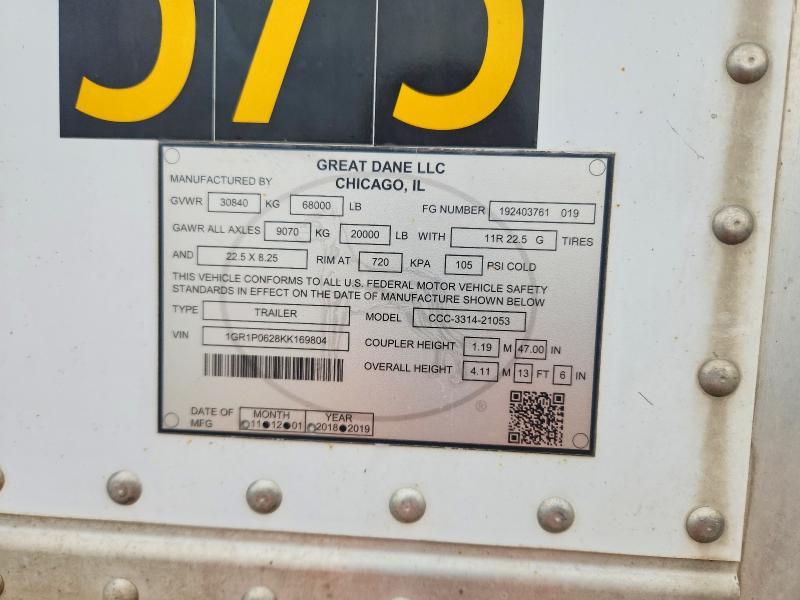 575
GREAT DANE LLC
MANUFACTURED BY CHICAGO, IL
GVWR 30840 KG 68000 LB FG NUMBER 192403761 019
GAWR ALL AXLES 9070 KG 20000 LB WITH 11R 22.5 G TIRES
AND 22.5 X 8.25 RIM AT 720 KPA 105 PSI COLD
THIS VEHICLE CONFORMS TO ALL U.S. FEDERAL MOTOR VEHICLE SAFETY
STANDARDS IN EFFECT ON THE DATE OF MANUFACTURE SHOWN BELOW
TYPE TRAILER MODEL CCC-3314-21053
VIN 1GR1P0628KK169804 COUPLER HEIGHT 1.19 M 47.00 IN
OVERALL HEIGHT 4.11 M 13 FT 6 IN
®
DATE OF MONTH YEAR
MFG 11 12 01 2018 2019